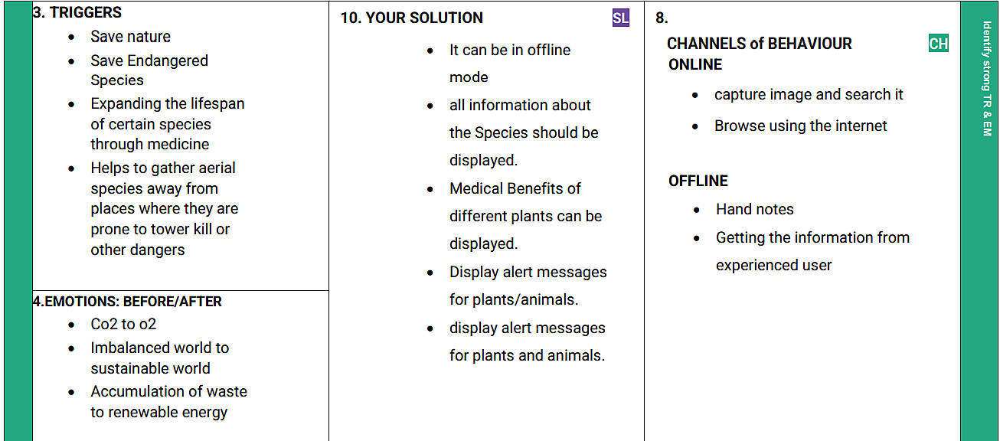 3. TRIGGERS
• Save nature
• Save Endangered
Species
• Expanding the lifespan
of certain species
through medicine
• Helps to gather aerial
species away from
places where they are
prone to tower kill or
other dangers
4.EMOTIONS: BEFORE/AFTER
• Co2 to o2
• Imbalanced world to
sustainable world
• Accumulation of waste
to renewable energy
10. YOUR SOLUTION
SL
• It can be in offline
mode
• all information about
the Species should be
displayed.
• Medical Benefits of
different plants can be
displayed.
• Display alert messages
for plants/animals.
• display alert messages
for plants and animals.
8.
CHANNELS of BEHAVIOUR
CH
ONLINE
• capture image and search it
• Browse using the internet
OFFLINE
• Hand notes
• Getting the information from
experienced user
Identify strong TR & EM